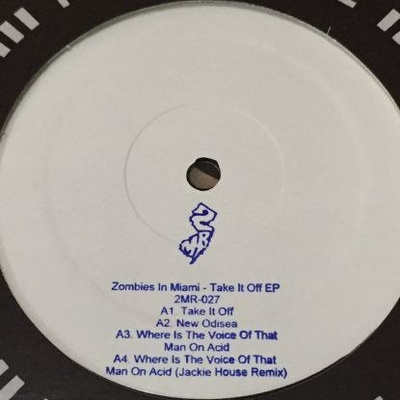 2
MR
Zombies In Miami - Take It Off EP
2MR-027
A1. Take It Off
A2. New Odisea
A3. Where Is The Voice Of That
Man On Acid
A4. Where Is The Voice Of That
Man On Acid (Jackie House Remix)